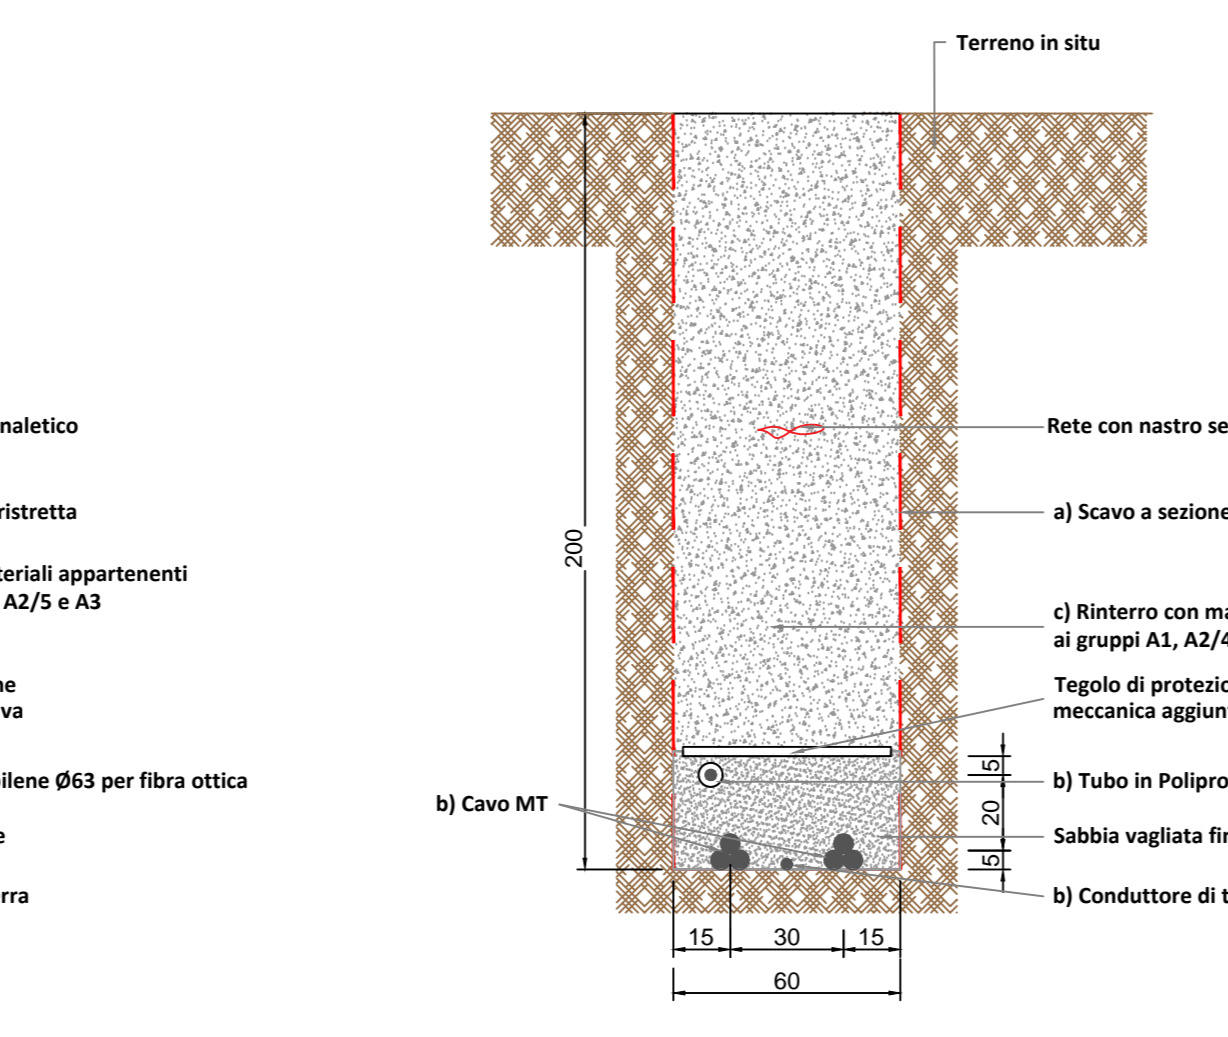 Terreno in situ
naletico
ristretta
teriali appartenenti
A2/5 e A3
ne
va
pilene Ø63 per fibra ottica
e
rra
200
b) Cavo MT
Rete con nastro se
a) Scavo a sezione
c) Rinterro con ma
ai gruppi A1, A2/4
Tegolo di protezio
meccanica aggiunt
b) Tubo in Polipro
Sabbia vagliata fin
b) Conduttore di t
5
20
5
15 30 15
60